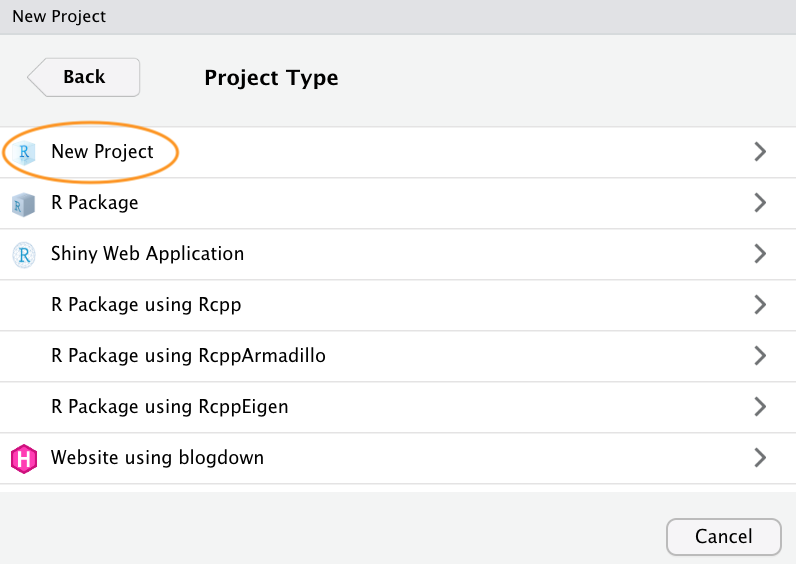 New Project
Back
Project Type
R New Project
R R Package
R Shiny Web Application
R Package using Rcpp
R Package using RcppArmadillo
R Package using RcppEigen
H Website using blogdown
Cancel